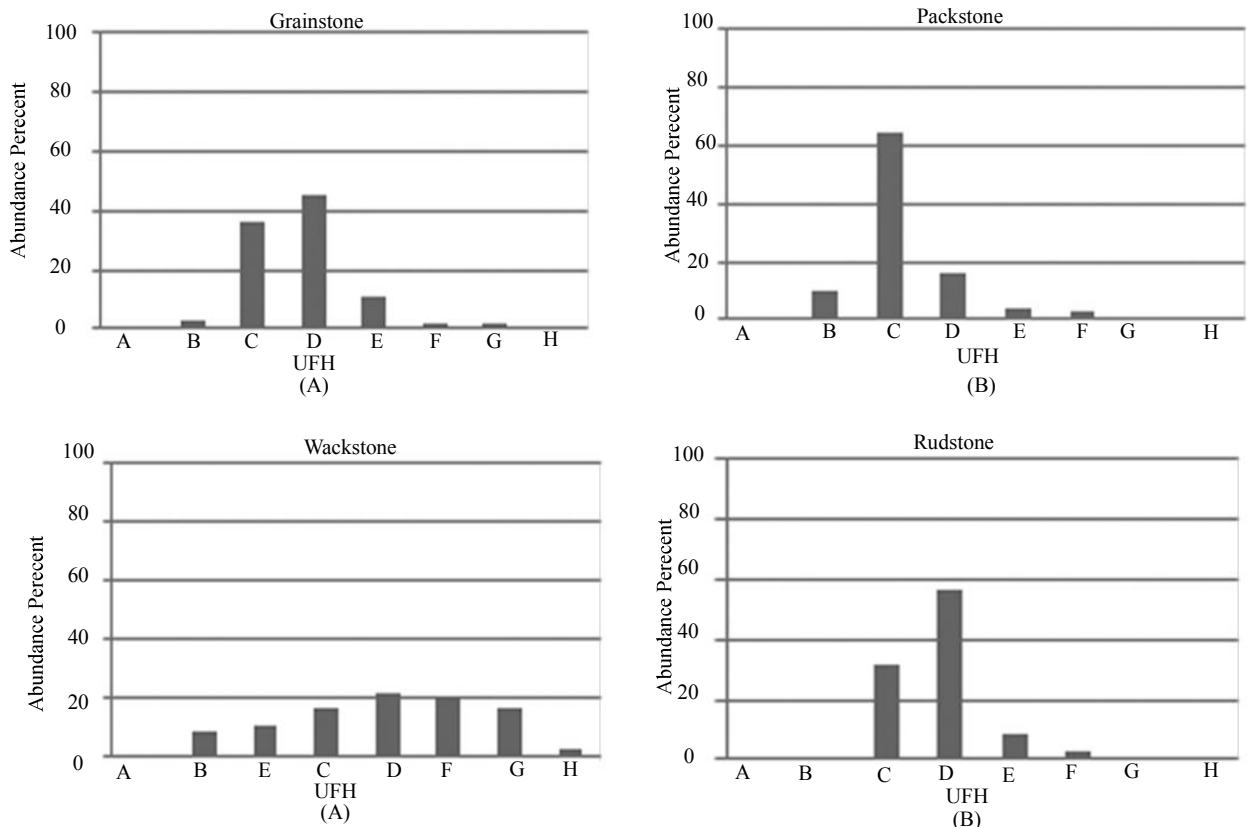 Grainstone
100
80
60
40
20
0
Abundance Perecent
A B C D E F G H
UFH
(A)
Packstone
100
80
60
40
20
0
Abundance Perecent
A B C D E F G H
UFH
(B)
Wackstone
100
80
60
40
20
0
Abundance Perecent
A B E C D F G H
UFH
(A)
Rudstone
100
80
60
40
20
0
Abundance Perecent
A B C D E F G H
UFH
(B)